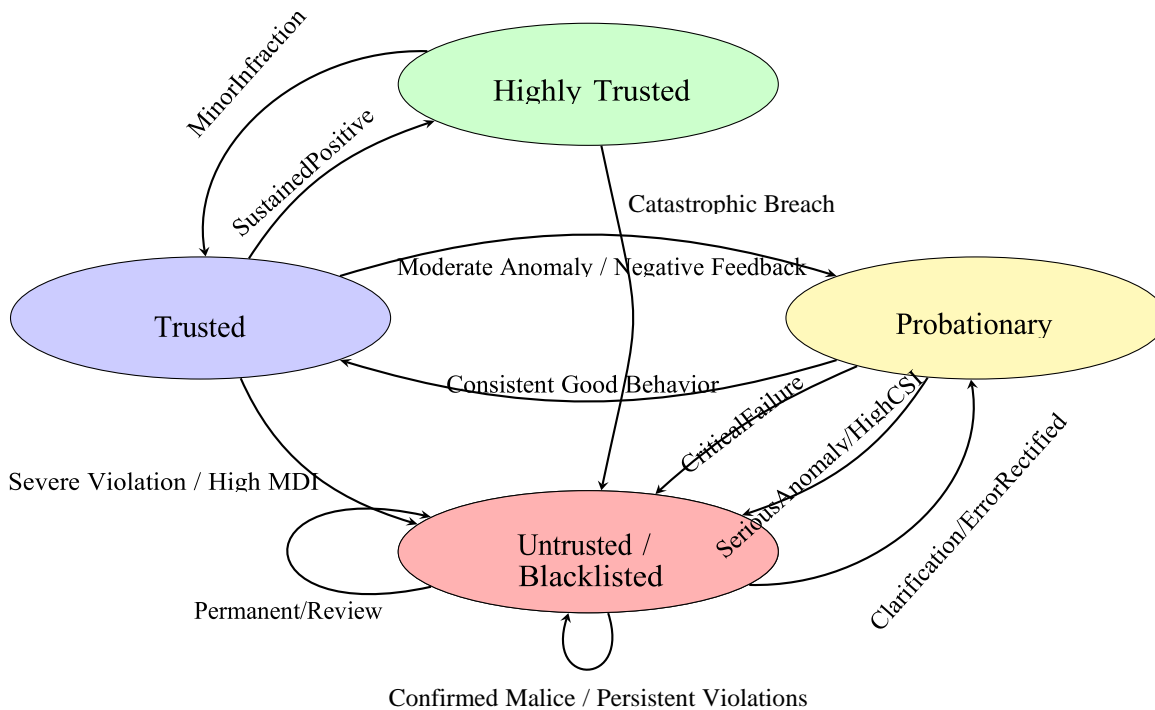 MinorInfraction
Highly Trusted
SustainedPositive
Catastrophic Breach
Moderate Anomaly / Negative Feedback
Trusted
Probationary
Consistent Good Behavior
CriticalFailure
SeriousAnomaly/HighCSI
Severe Violation / High MDI
Clarification/ErrorRectified
Untrusted /
Blacklisted
Permanent/Review
Confirmed Malice / Persistent Violations